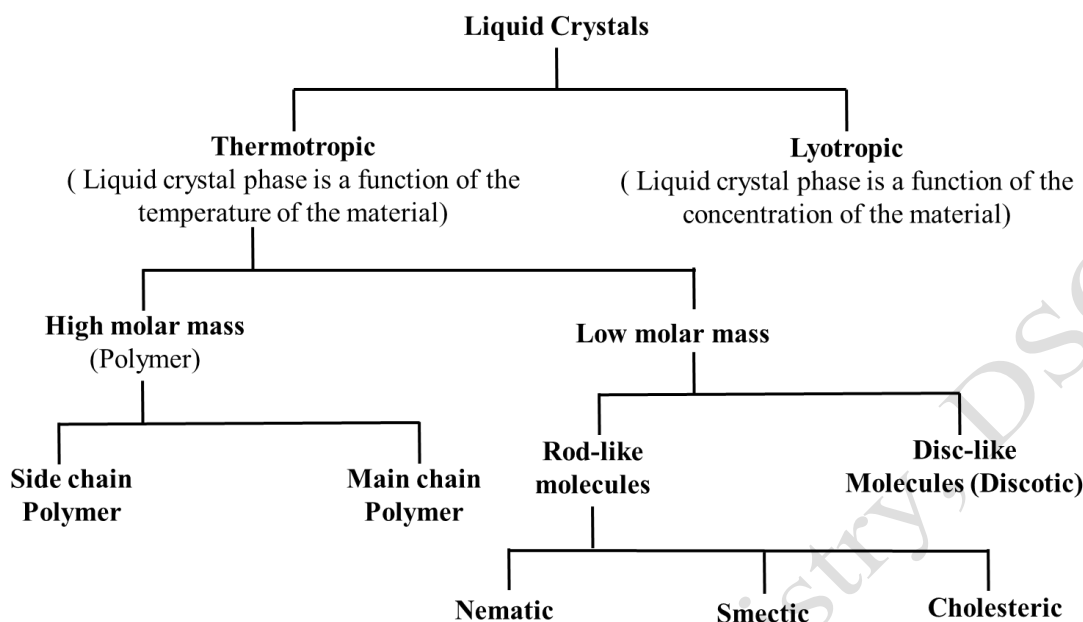 Liquid Crystals
Thermotropic
( Liquid crystal phase is a function of the
temperature of the material)
Lyotropic
( Liquid crystal phase is a function of the
concentration of the material)
High molar mass
(Polymer)
Low molar mass
Side chain
Polymer
Main chain
Polymer
Rod-like
molecules
Disc-like
Molecules (Discotic)
Nematic
Smectic
Cholesteric